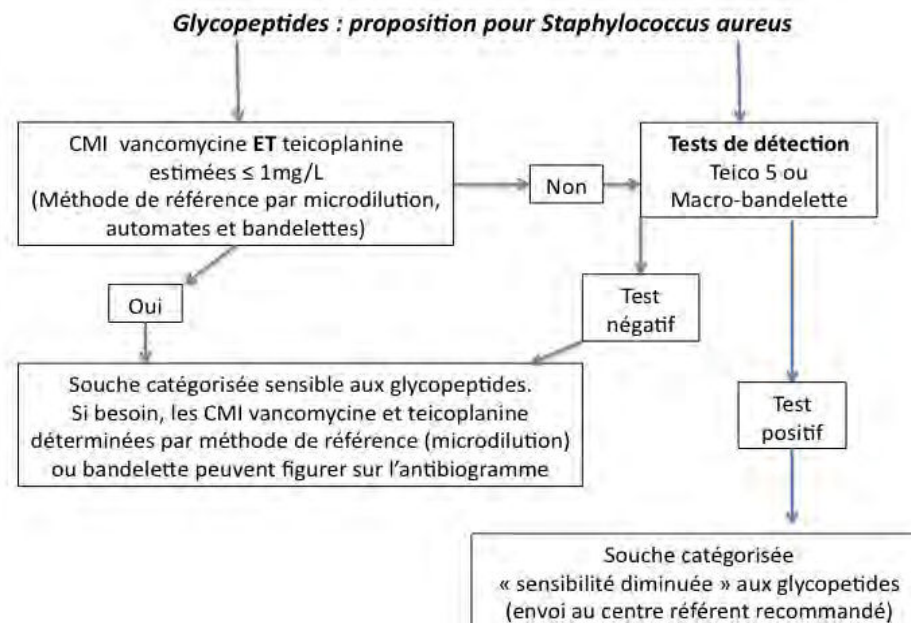 Glycopeptides : proposition pour Staphylococcus aureus
CMI vancomycine ET teicoplanine
estimées ≤ 1mg/L
(Méthode de référence par microdilution,
automates et bandelettes)
Non
Tests de détection
Teico 5 ou
Macro-bandelette
Oui
Test
négatif
Souche catégorisée sensible aux glycopeptides.
Si besoin, les CMI vancomycine et teicoplanine
déterminées par méthode de référence (microdilution)
ou bandelette peuvent figurer sur l'antibiogramme
Test
positif
Souche catégorisée
« sensibilité diminuée » aux glycopetides
(envoi au centre référent recommandé)